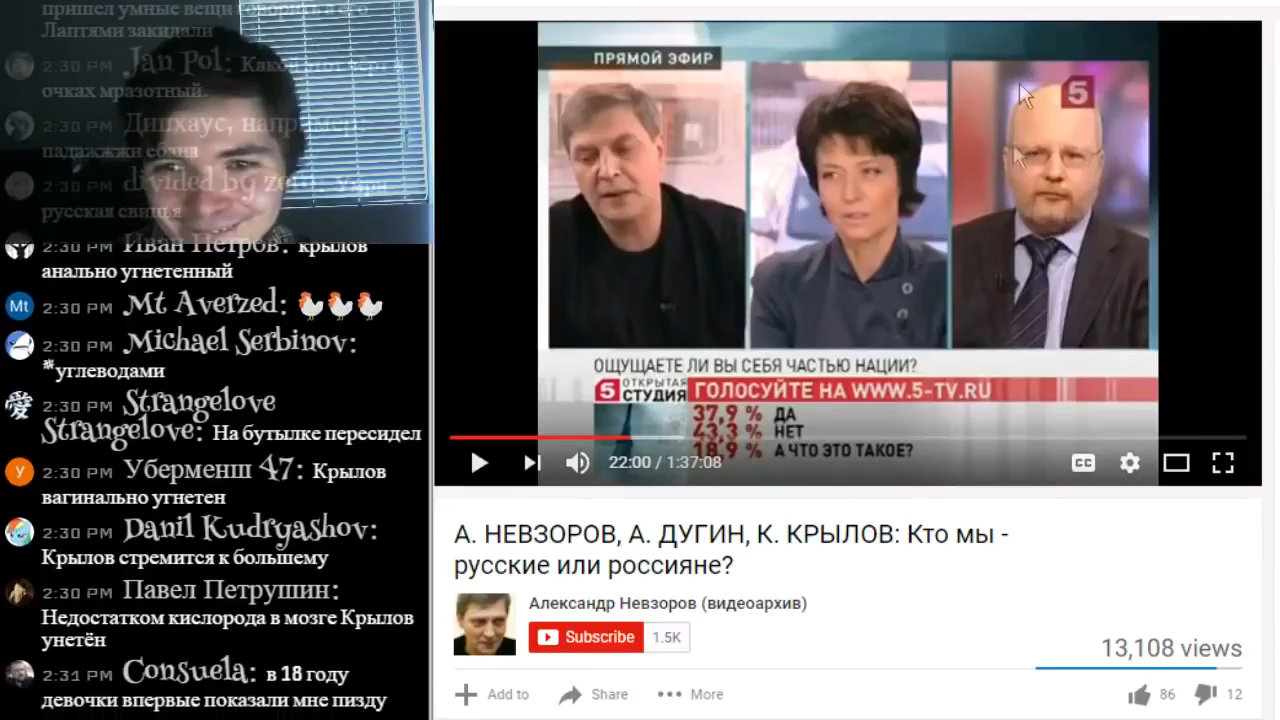 пришел умные вещи говорить а его
Лаптями закидали
2:30 PM Jan Pol: Какой этот черт в
очках мразотный.
2:30 PM Дипхаус, например:
падажжжи ебана
2:30 PM divided by zero: Умра
русская свинья
2:30 PM Иван Петров: крылов
анально угнетенный
Mt 2:30 PM Mt Averzed: 🐓🐓🐓
2:30 PM Michael Serbinov:
*углеводами
愛 2:30 PM Strangelove
Strangelove: На бутылке пересидел
У 2:30 PM Уберменш 47: Крылов
вагинально угнетен
2:30 PM Danil Kudryashov:
Крылов стремится к большему
2:30 PM Павел Петрушин:
Недостатком кислорода в мозге Крылов
унетён
2:31 PM Consuela: в 18 году
девочки впервые показали мне пизду
ПРЯМОЙ ЭФИР
5
ОЩУЩАЕТЕ ЛИ ВЫ СЕБЯ ЧАСТЬЮ НАЦИИ?
5 ОТКРЫТАЯ СТУДИЯ ГОЛОСУЙТЕ НА WWW.5-TV.RU
37,9 % ДА
43,3 % НЕТ
18,9 % А ЧТО ЭТО ТАКОЕ?
22:00 / 1:37:08
CC
А. НЕВЗОРОВ, А. ДУГИН, К. КРЫЛОВ: Кто мы -
русские или россияне?
Александр Невзоров (видеоархив)
Subscribe 1.5K
13,108 views
Add to Share More 86 12